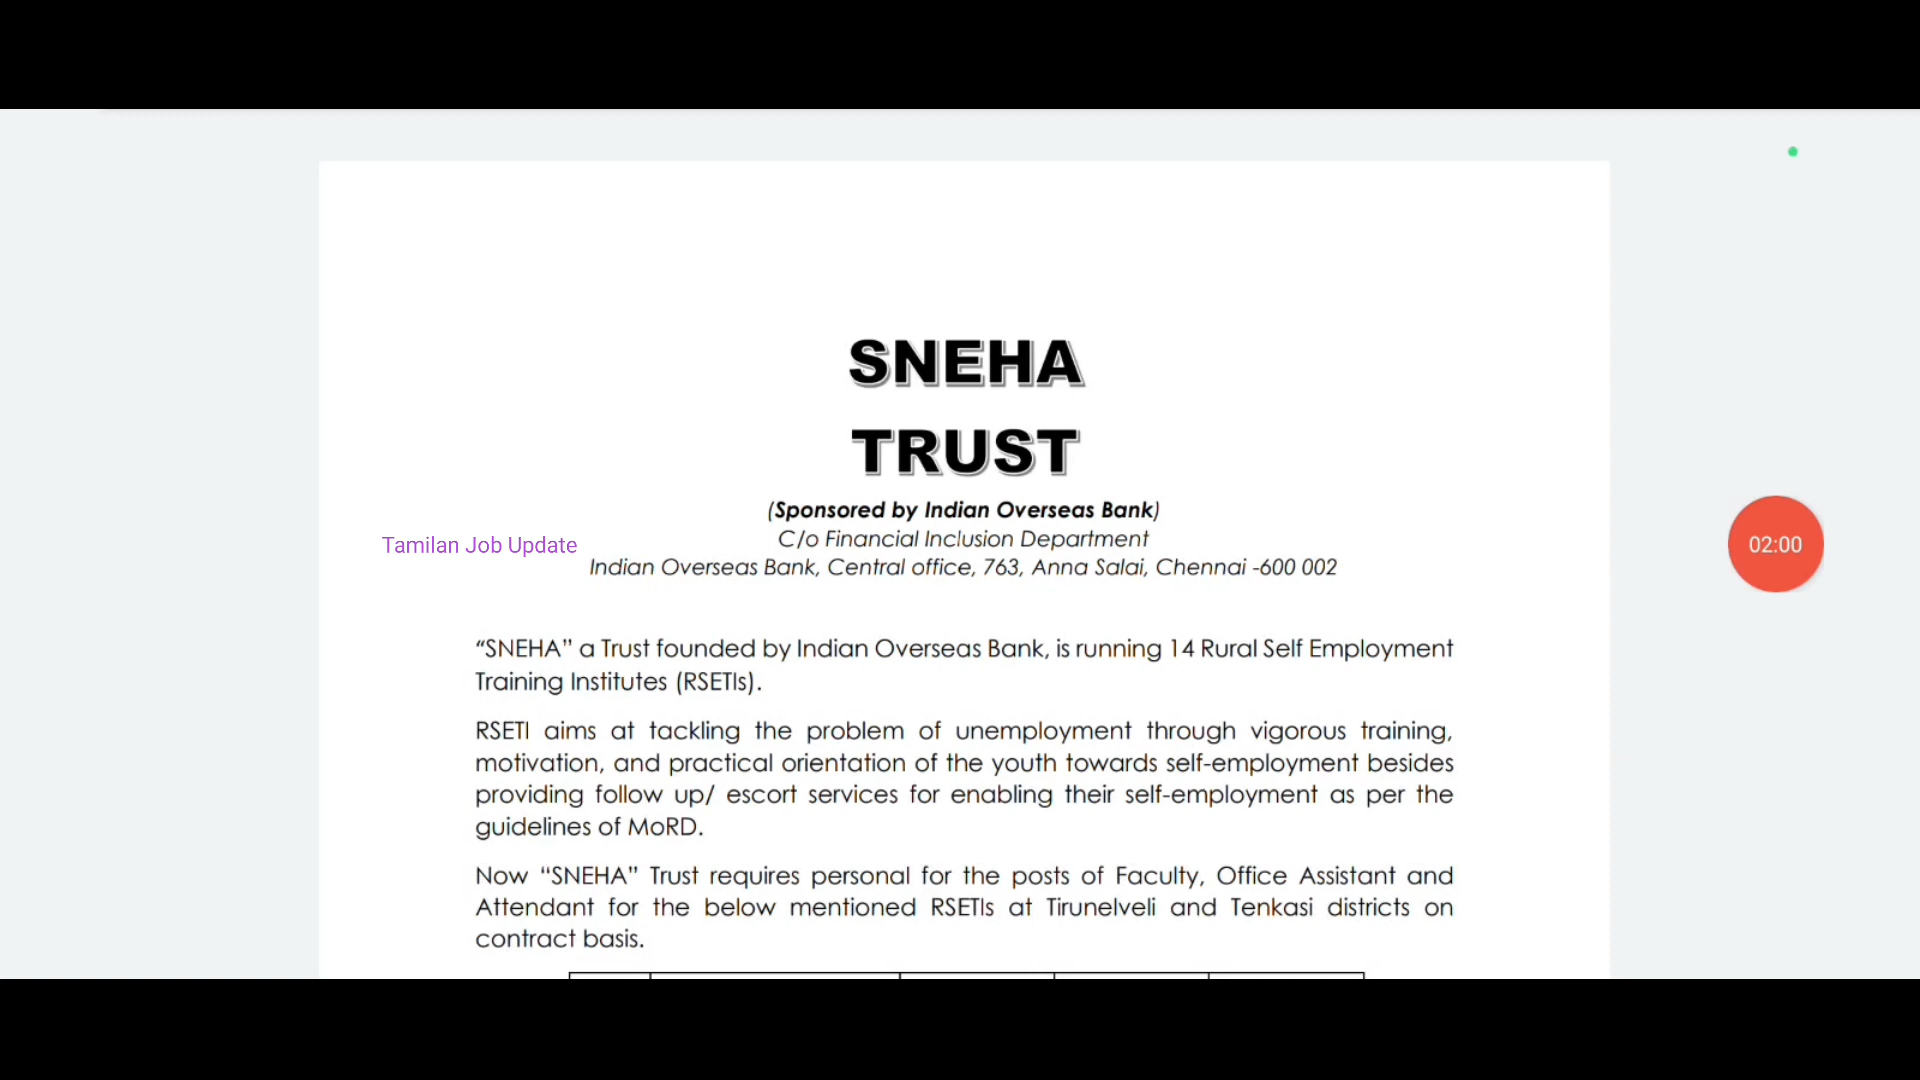 SNEHA
TRUST
(Sponsored by Indian Overseas Bank)
C/o Financial Inclusion Department
Tamilan Job Update
Indian Overseas Bank, Central office, 763, Anna Salai, Chennai -600 002
02:00
“SNEHA” a Trust founded by Indian Overseas Bank, is running 14 Rural Self Employment
Training Institutes (RSETIs).
RSETI aims at tackling the problem of unemployment through vigorous training,
motivation, and practical orientation of the youth towards self-employment besides
providing follow up/ escort services for enabling their self-employment as per the
guidelines of MoRD.
Now “SNEHA” Trust requires personal for the posts of Faculty, Office Assistant and
Attendant for the below mentioned RSETIs at Tirunelveli and Tenkasi districts on
contract basis.